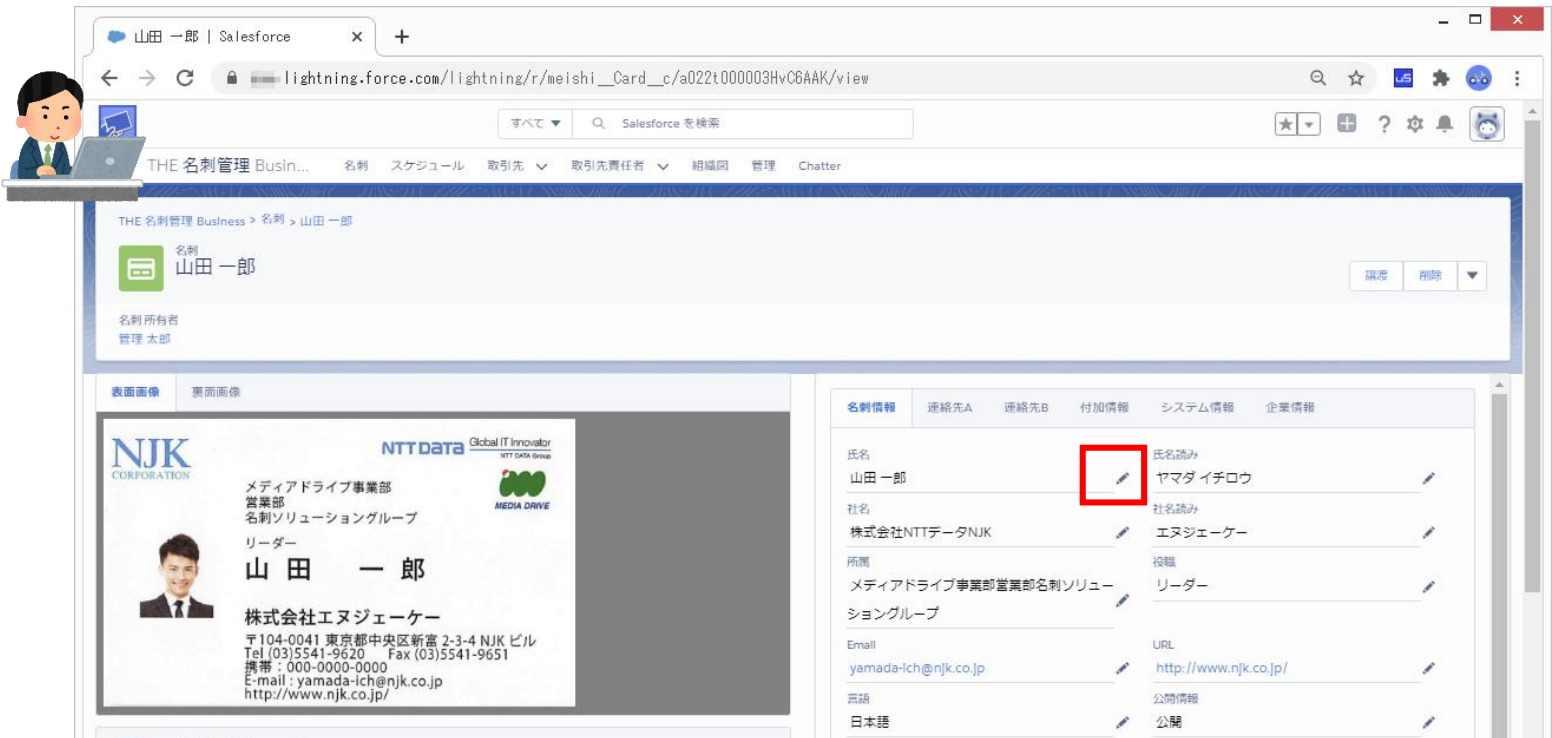 山田 一郎 | Salesforce
lightning.force.com/lightning/r/meishi__Card__c/a022t000003HvC6AAK/view
すべて
Salesforce を検索
THE 名刺管理 Busin...
名刺
スケジュール
取引先
取引先責任者
組織図
管理
Chatter
THE 名刺管理 Business > 名刺 > 山田 一郎
名刺
山田 一郎
譲渡
削除
名刺 所有者
管理 太郎
表面画像
裏面画像
NJK
CORPORATION
NTT DATA
Global IT Innovator
NTT DATA Group
メディアドライブ事業部
営業部
名刺ソリューショングループ
MEDIA DRIVE
リーダー
山田 一郎
株式会社エヌジェーケー
〒104-0041 東京都中央区新富 2-3-4 NJK ビル
Tel (03)5541-9620 Fax (03)5541-9651
携帯：000-0000-0000
E-mail : yamada-ich@njk.co.jp
http://www.njk.co.jp/
名刺情報
連絡先A
連絡先B
付加情報
システム情報
企業情報
氏名
山田 一郎
氏名読み
ヤマダ イチロウ
社名
株式会社NTTデータNJK
社名読み
エヌジェーケー
所属
メディアドライブ事業部営業部名刺ソリュー
ショングループ
役職
リーダー
Email
yamada-ich@njk.co.jp
URL
http://www.njk.co.jp/
言語
日本語
公開情報
公開